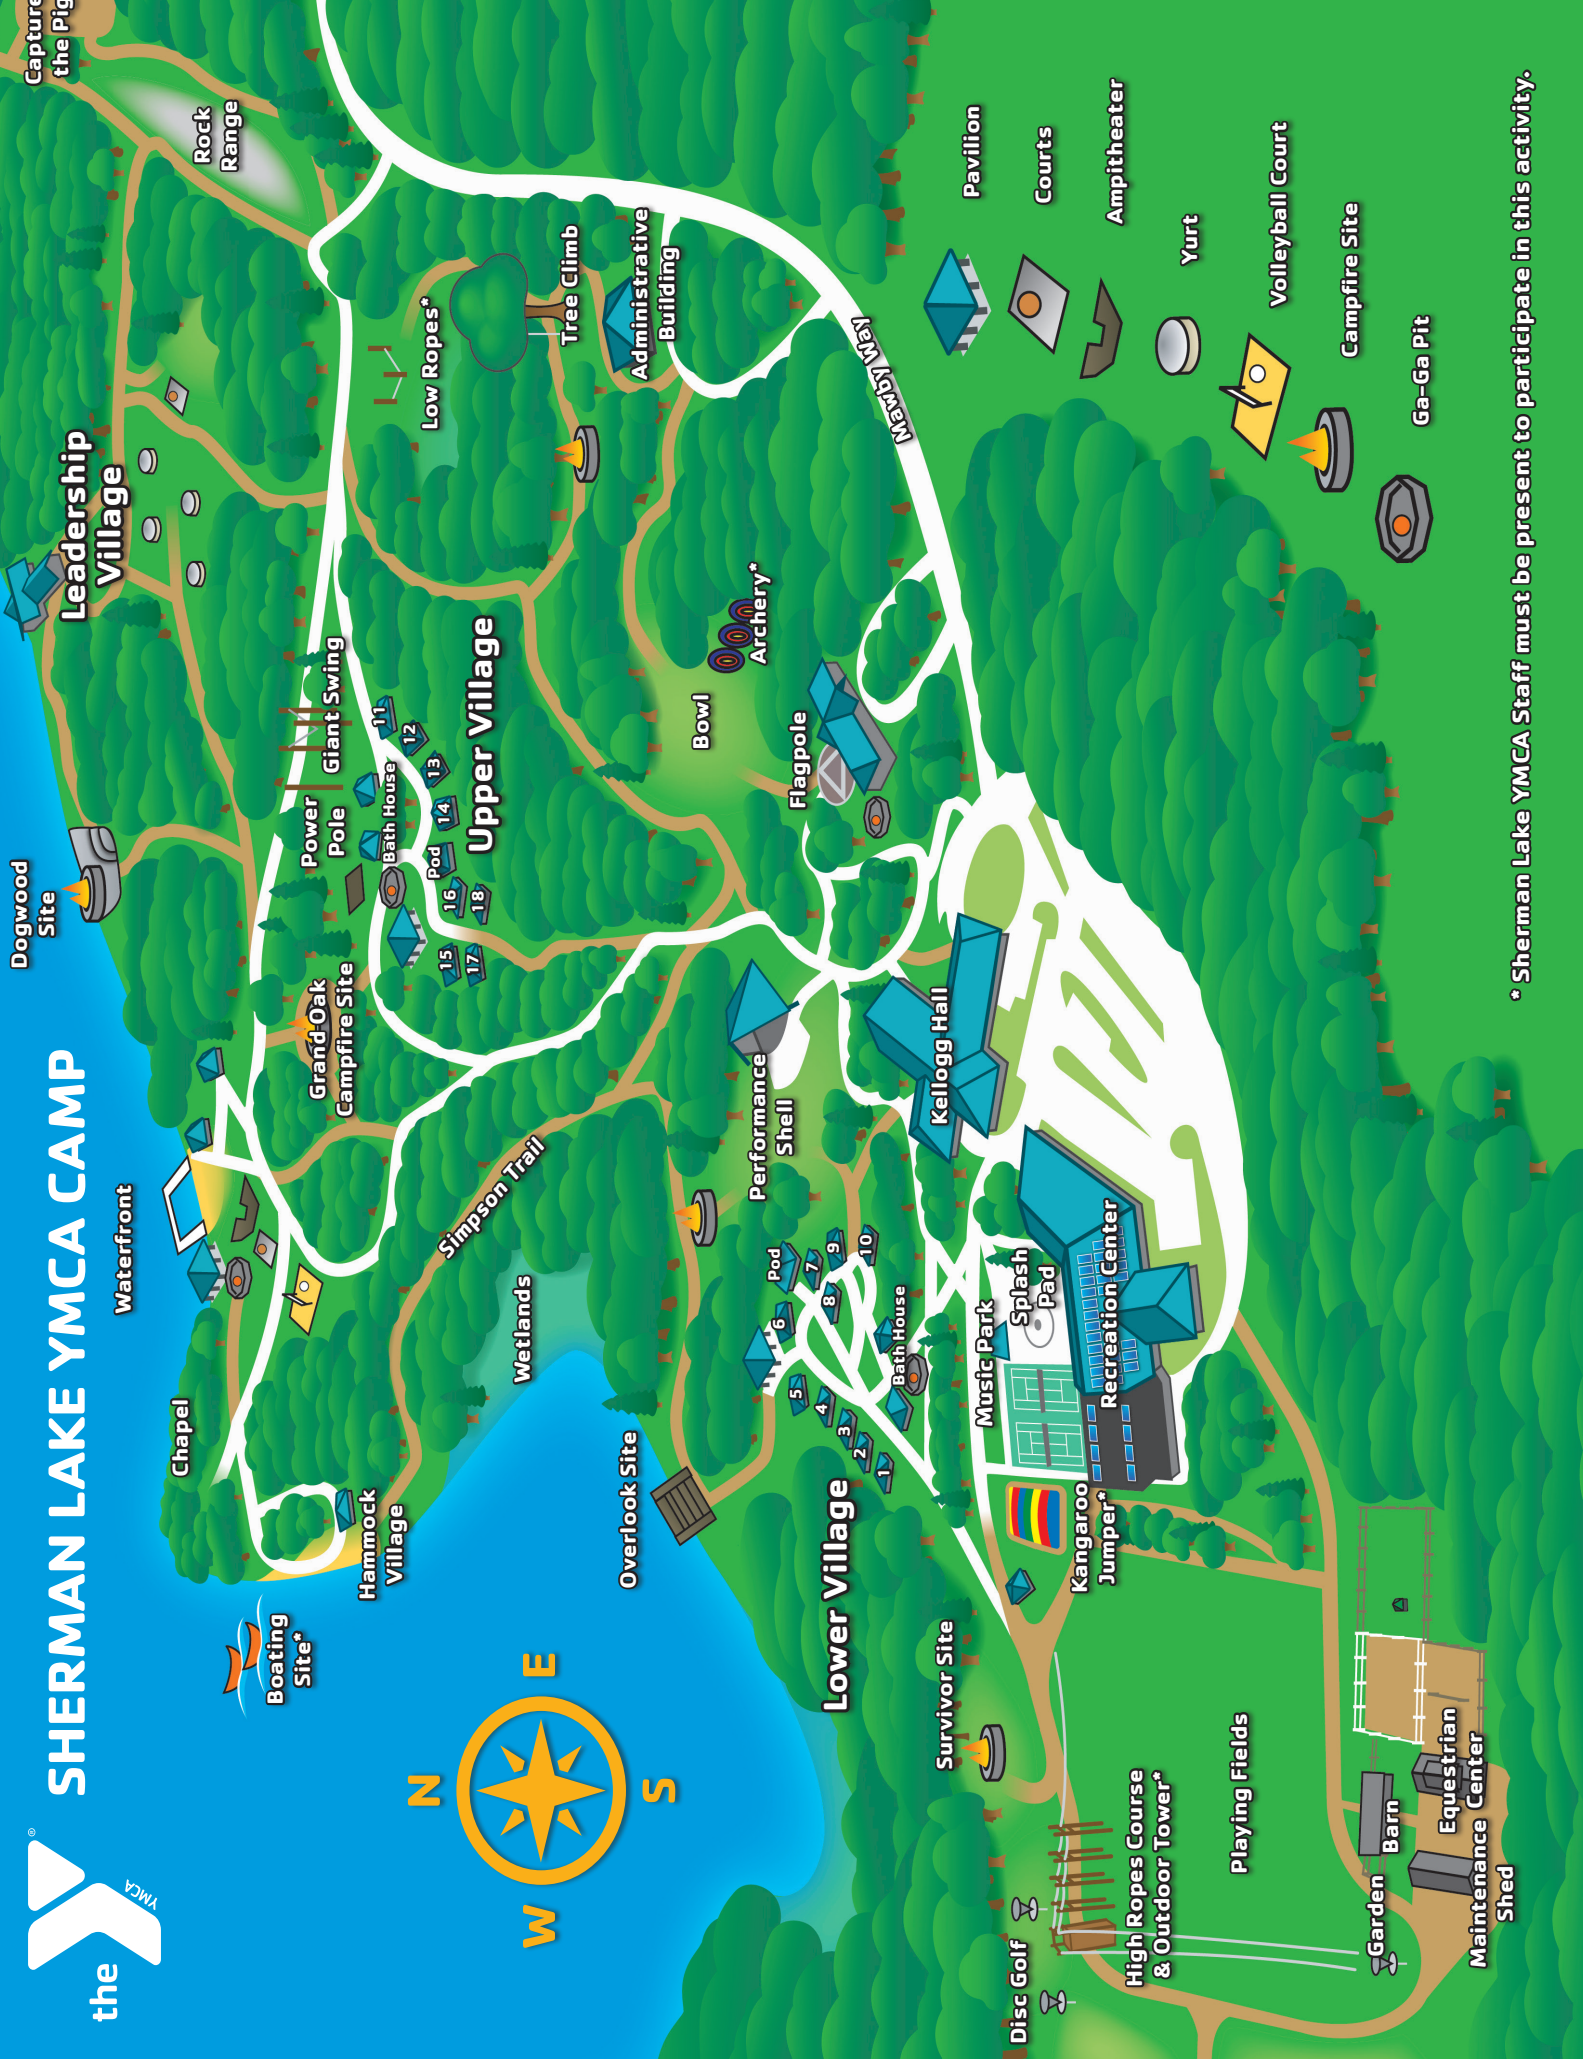 the
YMCA
®
SHERMAN LAKE YMCA CAMP
Waterfront
Dogwood
Site
Leadership
Village
Capture
the Pig
Rock
Range
Chapel
Boating
Site*
Hammock
Village
Grand Oak
Campfire Site
Power
Pole
Giant Swing
Bath House
11
12
13
14
Pod
16
18
15
17
Upper Village
Low Ropes*
Tree Climb
Administrative
Building
Mawby Way
N
W
E
S
Simpson Trail
Wetlands
Overlook Site
Bowl
Archery*
Flagpole
Performance
Shell
Kellogg Hall
Pod
6
7
8
9
10
5
4
3
2
1
Bath House
Lower Village
Music Park
Splash
Pad
Recreation Center
Kangaroo
Jumper*
Survivor Site
Disc Golf
High Ropes Course
& Outdoor Tower*
Playing Fields
Garden
Barn
Equestrian
Center
Maintenance
Shed
Pavilion
Courts
Ampitheater
Yurt
Volleyball Court
Campfire Site
Ga-Ga Pit
* Sherman Lake YMCA Staff must be present to participate in this activity.